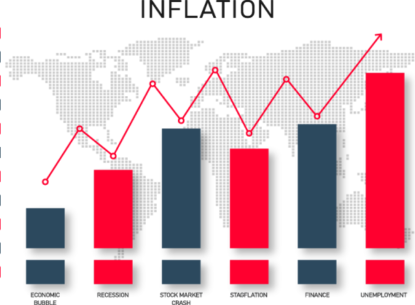 INFLATION
ECONOMIC
BUBBLE
RECESSION
STOCK MARKET
CRASH
STAGFLATION
FINANCE
UNEMPLOYMENT